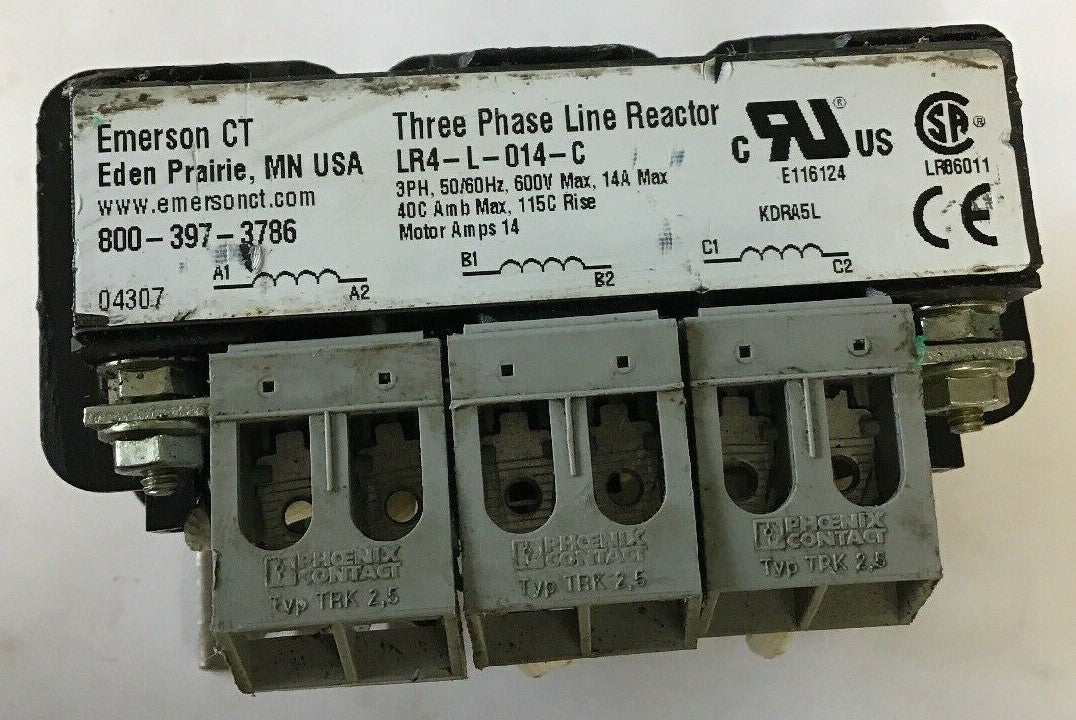 Emerson CT
Eden Prairie, MN USA
www.emersonct.com
800-397-3786
04307
Three Phase Line Reactor
LR4-L-014-C
3PH, 50/60Hz, 600V Max, 14A Max
40C Amb Max, 115C Rise
Motor Amps 14
C RU ® US
E116124
KDRA5L
CSA ®
LR86011
CE
A1 A2
B1 B2
C1 C2
PHOENIX
CONTACT
Typ TRK 2,5
PHOENIX
CONTACT
Typ TRK 2,5
PHOENIX
CONTACT
Typ TRK 2,5